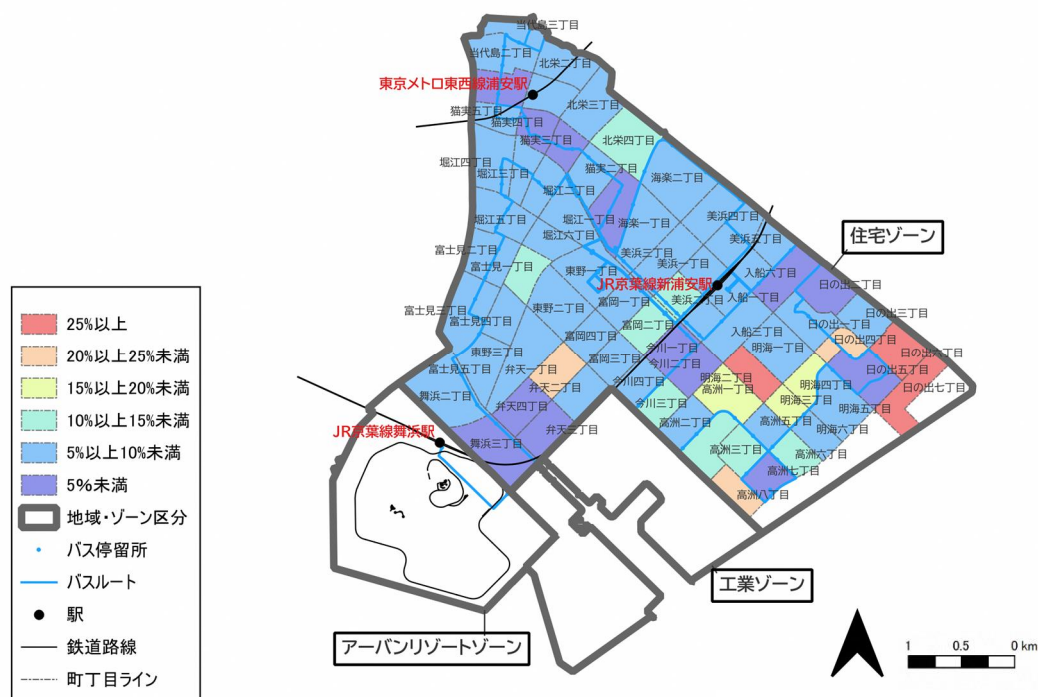 当代島三丁目
当代島二丁目
北栄二丁目
東京メトロ東西線浦安駅
北栄三丁目
猫実五丁目
猫実四丁目
猫実三丁目
北栄四丁目
堀江四丁目
猫実二丁目
堀江三丁目
海楽二丁目
堀江二丁目
堀江五丁目
堀江一丁目
海楽一丁目
美浜四丁目
堀江六丁目
美浜五丁目
住宅ゾーン
富士見二丁目
美浜三丁目
富士見一丁目
東野一丁目
美浜一丁目
入船六丁目
JR京葉線新浦安駅
日の出二丁目
富岡一丁目
美浜二丁目
入船一丁目
富士見三丁目
東野二丁目
日の出三丁目
富士見四丁目
富岡二丁目
日の出一丁目
入船三丁目
富岡四丁目
日の出四丁目
今川一丁目
明海一丁目
東野三丁目
富岡三丁目
日の出六丁目
今川二丁目
富士見五丁目
弁天一丁目
日の出五丁目
今川四丁目
明海二丁目
弁天二丁目
高洲一丁目
明海四丁目
日の出七丁目
舞浜二丁目
明海三丁目
今川三丁目
弁天四丁目
明海五丁目
高洲二丁目
高洲五丁目
弁天三丁目
明海六丁目
JR京葉線舞浜駅
舞浜三丁目
高洲三丁目
高洲六丁目
高洲七丁目
高洲八丁目
工業ゾーン
アーバンリゾートゾーン
25%以上
20%以上25%未満
15%以上20%未満
10%以上15%未満
5%以上10%未満
5%未満
地域・ゾーン区分
バス停留所
バスルート
駅
鉄道路線
町丁目ライン
1 0.5 0 km